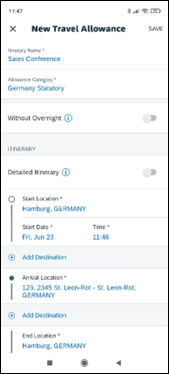 11:47
New Travel Allowance
SAVE
Itinerary Name *
Sales Conference
Allowance Category *
Germany Statutory
Without Overnight
ITINERARY
Detailed Itinerary
Start Location *
Hamburg, GERMANY
Start Date * Time *
Fri, Jun 23 11:46
Add Destination
Arrival Location *
123, 2345 St. Leon-Rot - St. Leon-Rot,
GERMANY
Add Destination
End Location *
Hamburg, GERMANY